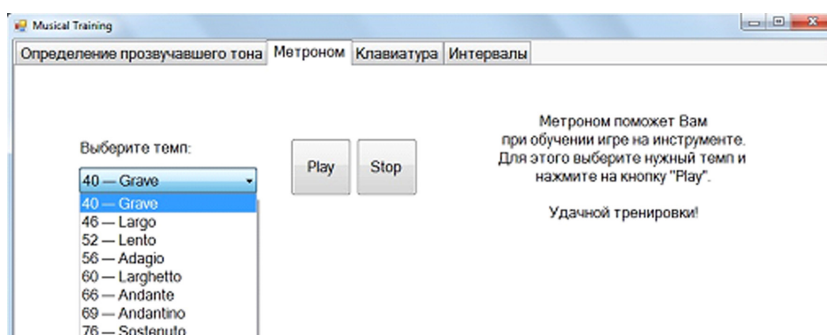 Musical Training
Определение прозвучавшего тона Метроном Клавиатура Интервалы
Выберите темп:
40 — Grave
40 — Grave
46 — Largo
52 — Lento
56 — Adagio
60 — Larghetto
66 — Andante
69 — Andantino
76 — Sostenuto
Play
Stop
Метроном поможет Вам
при обучении игре на инструменте.
Для этого выберите нужный темп и
нажмите на кнопку "Play".
Удачной тренировки!